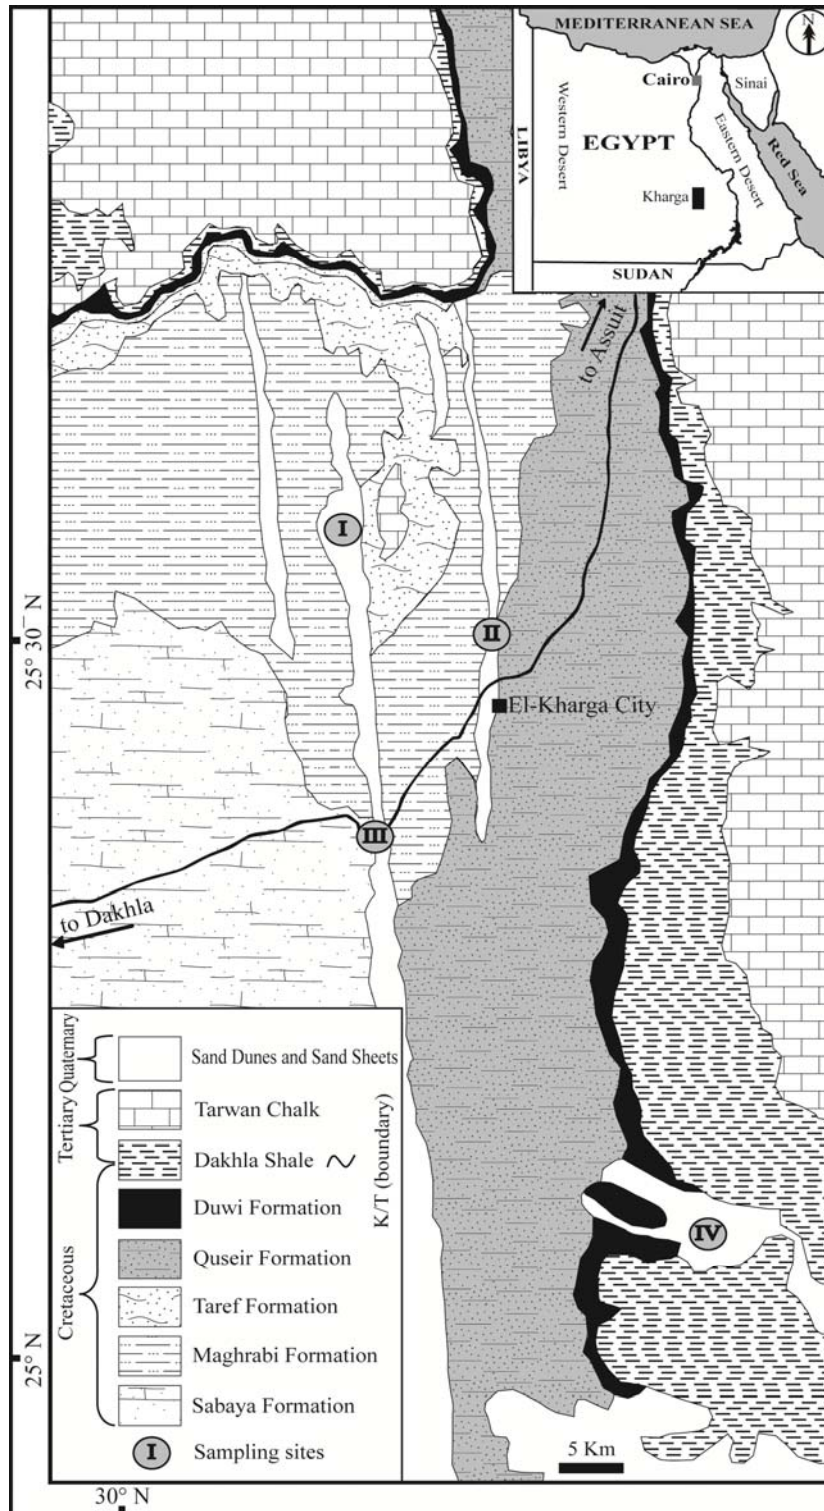 MEDITERRANEAN SEA
N
Cairo
Sinai
Western Desert
LIBYA
EGYPT
Eastern Desert
Red Sea
Kharga
SUDAN
to Assuit
I
25° 30⁻ N
II
El-Kharga City
III
to Dakhla
IV
Quaternary
Sand Dunes and Sand Sheets
Tertiary
Tarwan Chalk
Dakhla Shale
K/T (boundary)
Cretaceous
Duwi Formation
Quseir Formation
Taref Formation
Maghrabi Formation
Sabaya Formation
I
Sampling sites
25° N
5 Km
30° N